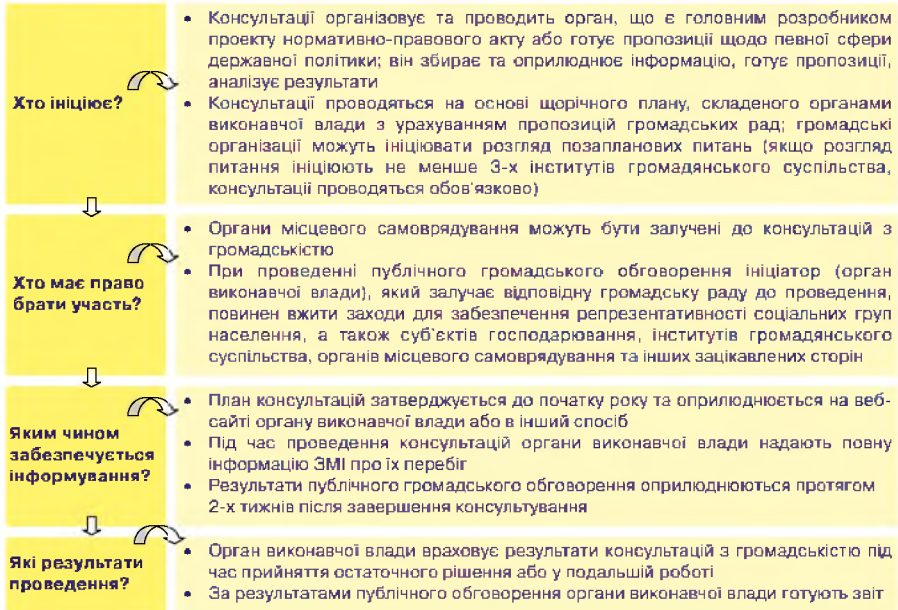 Хто ініціює?
• Консультації організовує та проводить орган, що є головним розробником
проекту нормативно-правового акту або готує пропозиції щодо певної сфери
державної політики; він збирає та оприлюднює інформацію, готує пропозиції,
аналізує результати
• Консультації проводяться на основі щорічного плану, складеного органами
виконавчої влади з урахуванням пропозицій громадських рад; громадські
організації можуть ініціювати розгляд позапланових питань (якщо розгляд
питання ініціюють не менше 3-х інститутів громадянського суспільства,
консультації проводяться обов'язково)
Хто має право
брати участь?
• Органи місцевого самоврядування можуть бути залучені до консультацій з
громадськістю
• При проведенні публічного громадського обговорення ініціатор (орган
виконавчої влади), який залучає відповідну громадську раду до проведення,
повинен вжити заходи для забезпечення репрезентативності соціальних груп
населення, а також суб'єктів господарювання, інститутів громадянського
суспільства, органів місцевого самоврядування та інших зацікавлених сторін
Яким чином
забезпечується
інформування?
• План консультацій затверджується до початку року та оприлюднюється на веб-
сайті органу виконавчої влади або в інший спосіб
• Під час проведення консультацій органи виконавчої влади надають повну
інформацію ЗМІ про їх перебіг
• Результати публічного громадського обговорення оприлюднюються протягом
2-х тижнів після завершення консультування
Які результати
проведення?
• Орган виконавчої влади враховує результати консультацій з громадськістю під
час прийняття остаточного рішення або у подальшій роботі
• За результатами публічного обговорення органи виконавчої влади готують звіт